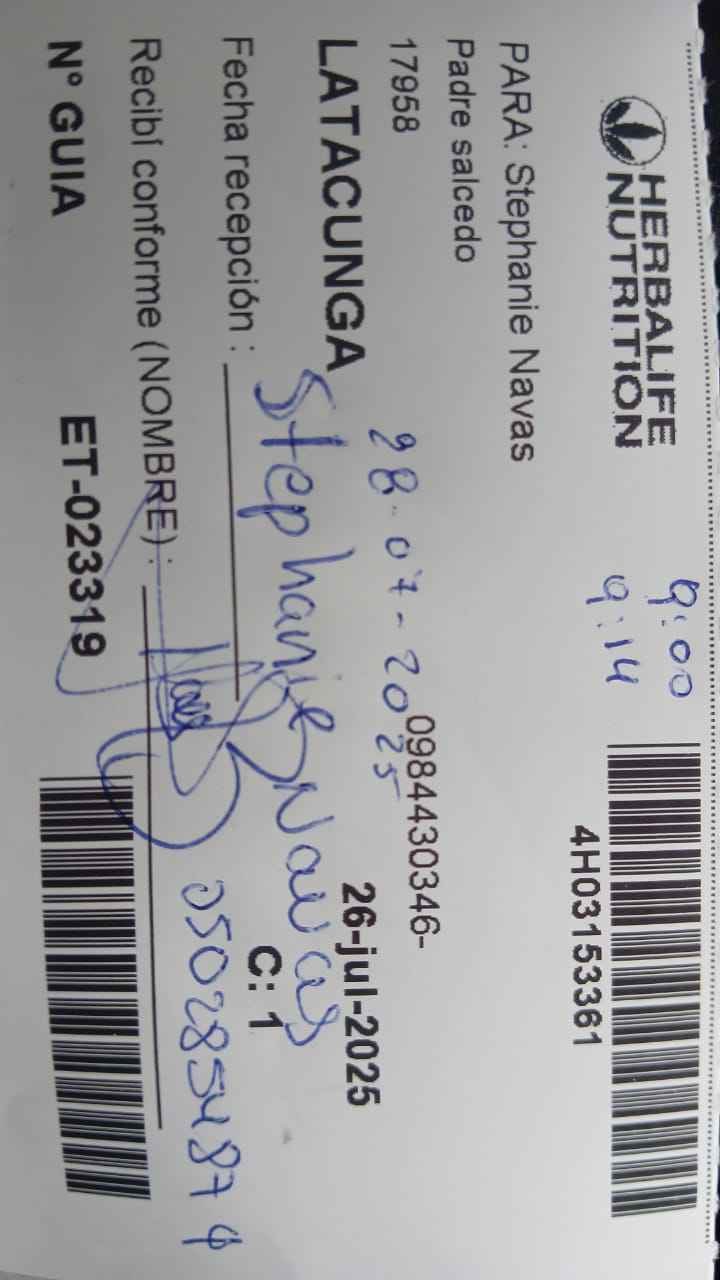 HERBALIFE
NUTRITION
9:00
9:14
4H03153361
PARA: Stephanie Navas
Padre salcedo
17958
0984430346-
LATACUNGA
28-07-2025
26-jul-2025
Stephanie Navas
Fecha recepción :
C: 1
Recibí conforme (NOMBRE) :
0502854874
Nº GUIA
ET-023319